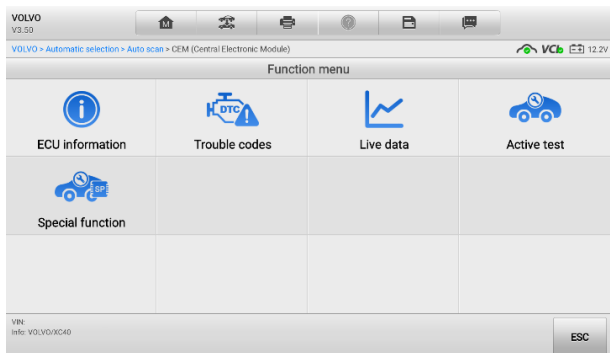 VOLVO
V3.50
M
VOLVO > Automatic selection > Auto scan > CEM (Central Electronic Module)
VCI 12.2V
Function menu
DTC
ECU information
Trouble codes
Live data
Active test
SP
Special function
VIN:
Info: VOLVO/XC40
ESC